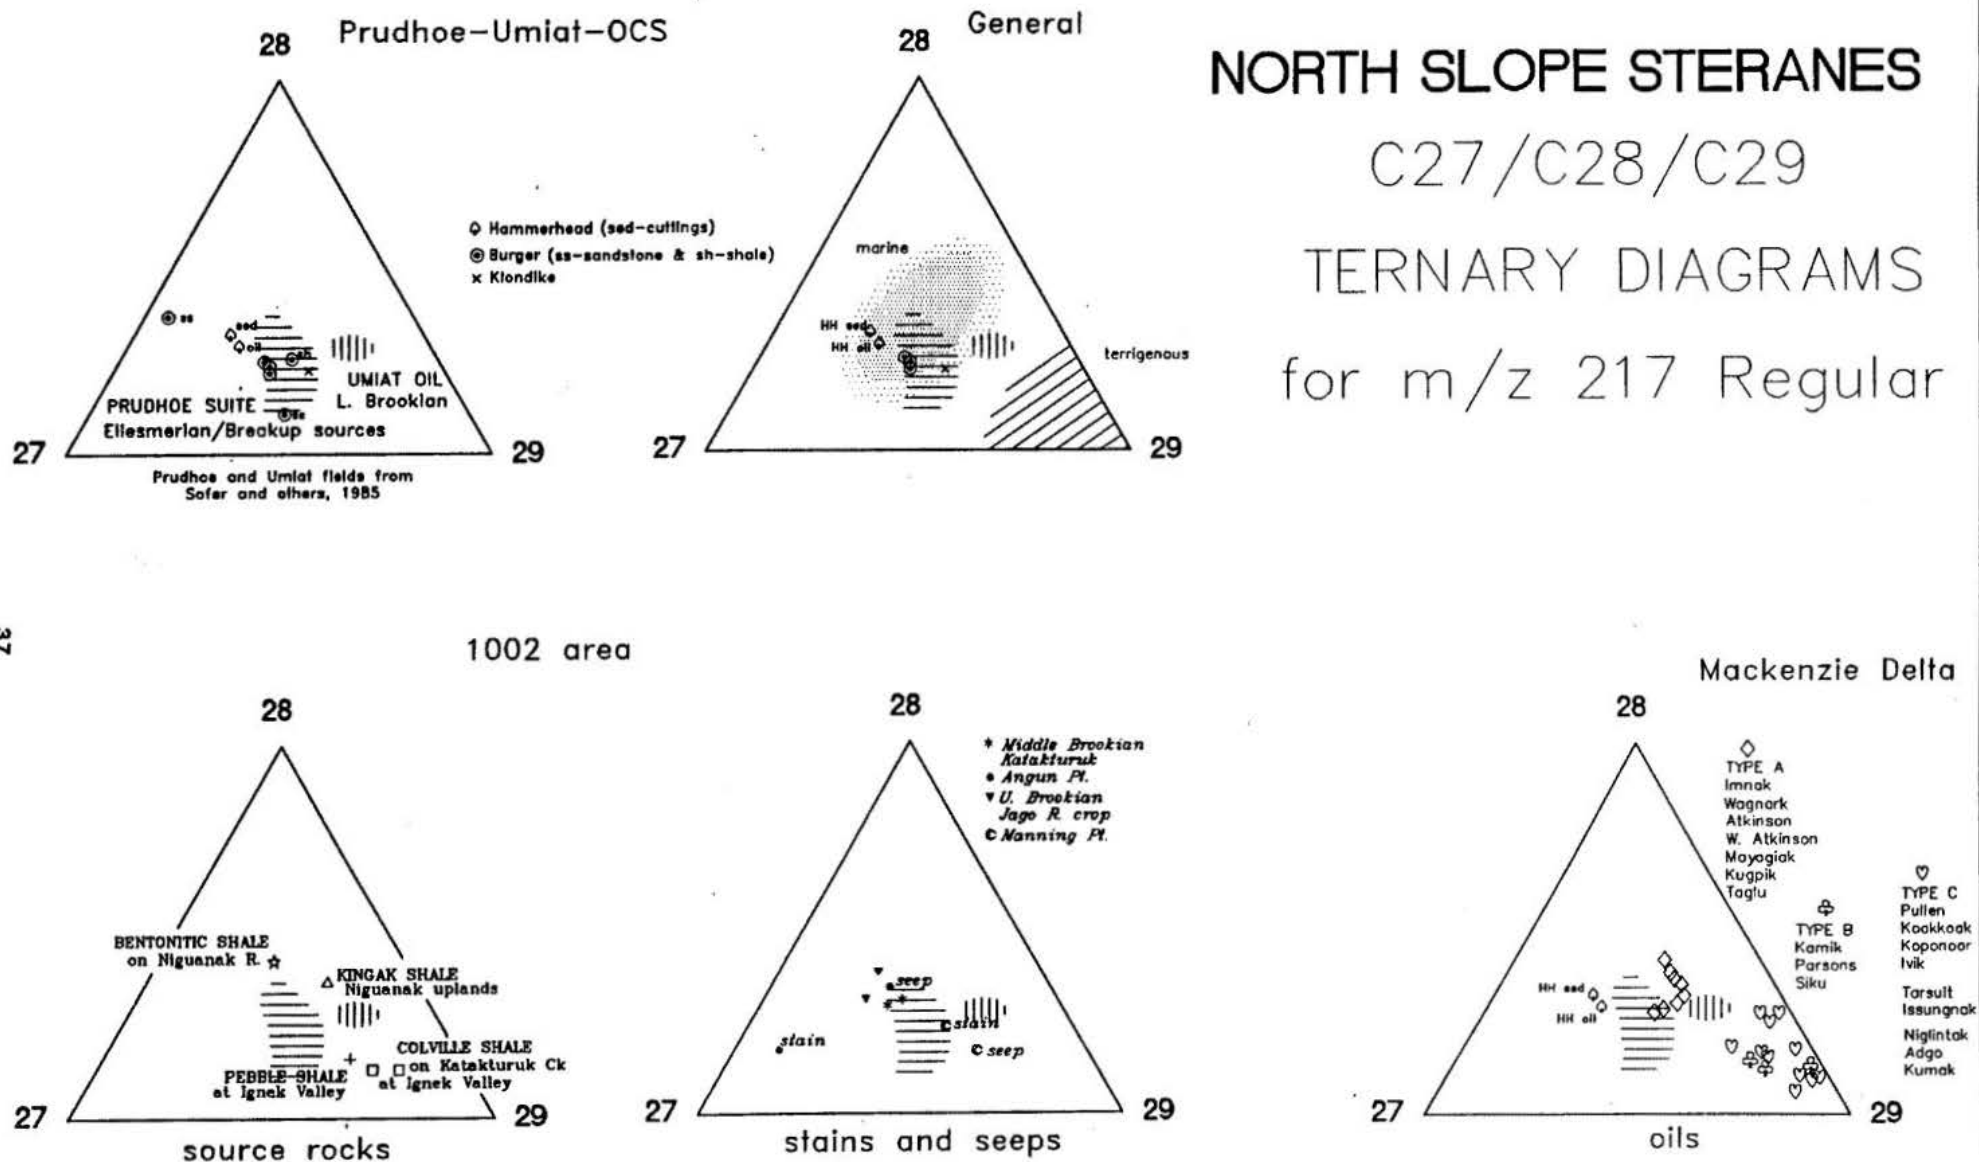 NORTH SLOPE STERANES
C27/C28/C29
TERNARY DIAGRAMS
for m/z 217 Regular
Prudhoe-Umiat-OCS
28
Hammerhead (sed-cuttings)
Burger (ss-sandstone & sh-shale)
x Klondike
ss
sed
oil
sh
UMIAT OIL
L. Brookian
PRUDHOE SUITE
Ellesmerian/Breakup sources
27
29
Prudhoe and Umiat fields from
Sofer and others, 1985
General
28
marine
HH sed
HH oil
terrigenous
27
29
37
1002 area
28
BENTONITIC SHALE
on Niguanak R.
KINGAK SHALE
Niguanak uplands
COLVILLE SHALE
on Katakturuk Ck
at Ignek Valley
PEBBLE SHALE
at Ignek Valley
27
29
source rocks
28
* Middle Brookian
Katakturuk
Angun Pt.
U. Brookian
Jago R. crop
Manning Pt.
seep
stain
stain
seep
27
29
stains and seeps
Mackenzie Delta
28
TYPE A
Imnak
Wagnark
Atkinson
W. Atkinson
Mayogiak
Kugpik
Taglu
TYPE B
Kamik
Parsons
Siku
TYPE C
Pullen
Koakkoak
Kopanoar
Ivik
Tarsult
Issungnak
Niglintak
Adgo
Kumak
HH sed
HH oil
27
29
oils